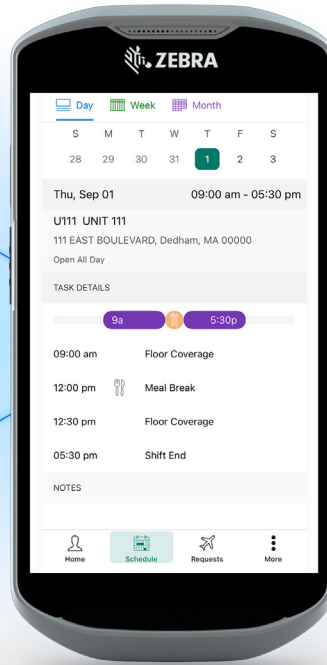 ZEBRA
Day Week Month
S M T W T F S
28 29 30 31 1 2 3
Thu, Sep 01 09:00 am - 05:30 pm
U111 UNIT 111
111 EAST BOULEVARD, Dedham, MA 00000
Open All Day
TASK DETAILS
9a 5:30p
09:00 am Floor Coverage
12:00 pm Meal Break
12:30 pm Floor Coverage
05:30 pm Shift End
NOTES
Home Schedule Requests More